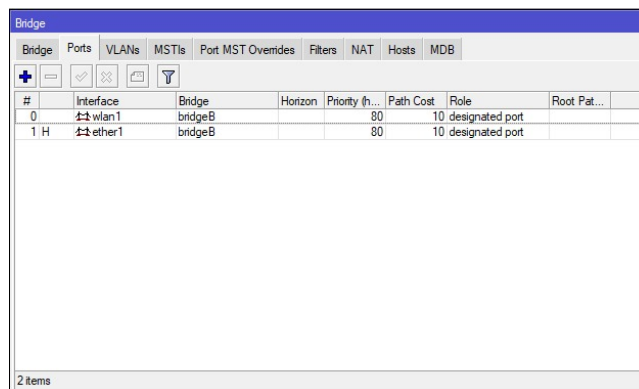 Bridge
Bridge Ports VLANs MSTIs Port MST Overrides Filters NAT Hosts MDB
# Interface Bridge Horizon Priority (h... Path Cost Role Root Pat...
0 wlan1 bridgeB 80 10 designated port
1 H ether1 bridgeB 80 10 designated port
2 items